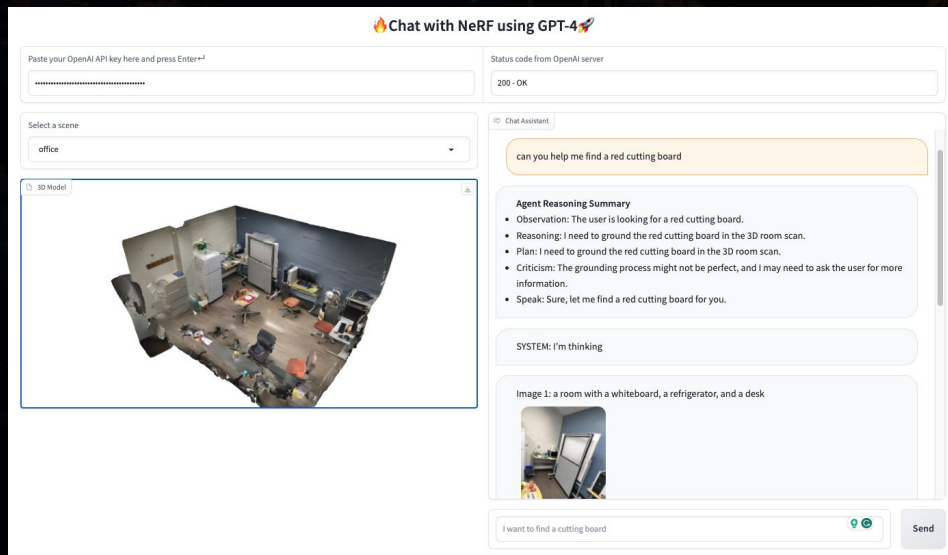 🔥Chat with NeRF using GPT-4🚀
Paste your OpenAI API key here and press Enter↵
Status code from OpenAI server
200 - OK
Select a scene
office
3D Model
Chat Assistant
can you help me find a red cutting board
Agent Reasoning Summary
• Observation: The user is looking for a red cutting board.
• Reasoning: I need to ground the red cutting board in the 3D room scan.
• Plan: I need to ground the red cutting board in the 3D room scan.
• Criticism: The grounding process might not be perfect, and I may need to ask the user for more
information.
• Speak: Sure, let me find a red cutting board for you.
SYSTEM: I'm thinking
Image 1: a room with a whiteboard, a refrigerator, and a desk
I want to find a cutting board
Send